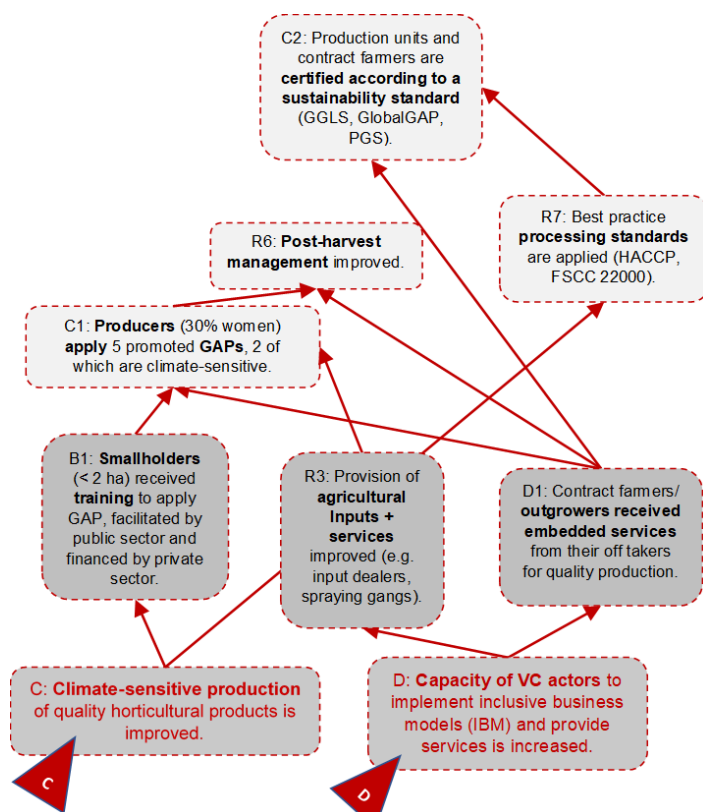 C2: Production units and
contract farmers are
certified according to a
sustainability standard
(GGLS, GlobalGAP,
PGS).
R7: Best practice
processing standards
are applied (HACCP,
FSCC 22000).
R6: Post-harvest
management improved.
C1: Producers (30% women)
apply 5 promoted GAPs, 2 of
which are climate-sensitive.
B1: Smallholders
(< 2 ha) received
training to apply
GAP, facilitated by
public sector and
financed by private
sector.
R3: Provision of
agricultural
Inputs +
services
improved (e.g.
input dealers,
spraying gangs).
D1: Contract farmers/
outgrowers received
embedded services
from their off takers
for quality production.
C: Climate-sensitive production
of quality horticultural products is
improved.
D: Capacity of VC actors to
implement inclusive business
models (IBM) and provide
services is increased.
C
D